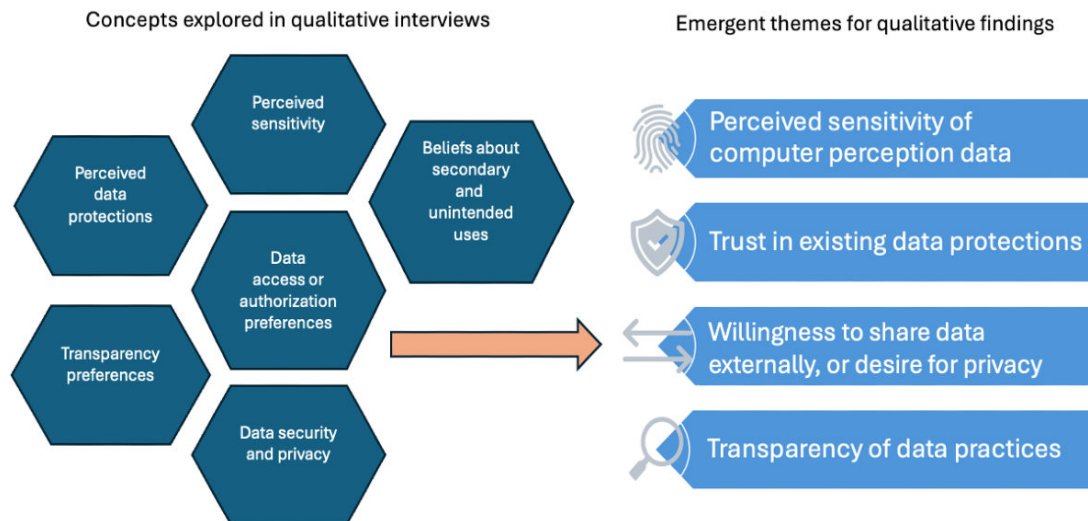 Concepts explored in qualitative interviews
Perceived
sensitivity
Perceived
data
protections
Beliefs about
secondary
and
unintended
uses
Data
access or
authorization
preferences
Transparency
preferences
Data security
and privacy
Emergent themes for qualitative findings
Perceived sensitivity of
computer perception data
Trust in existing data protections
Willingness to share data
externally, or desire for privacy
Transparency of data practices